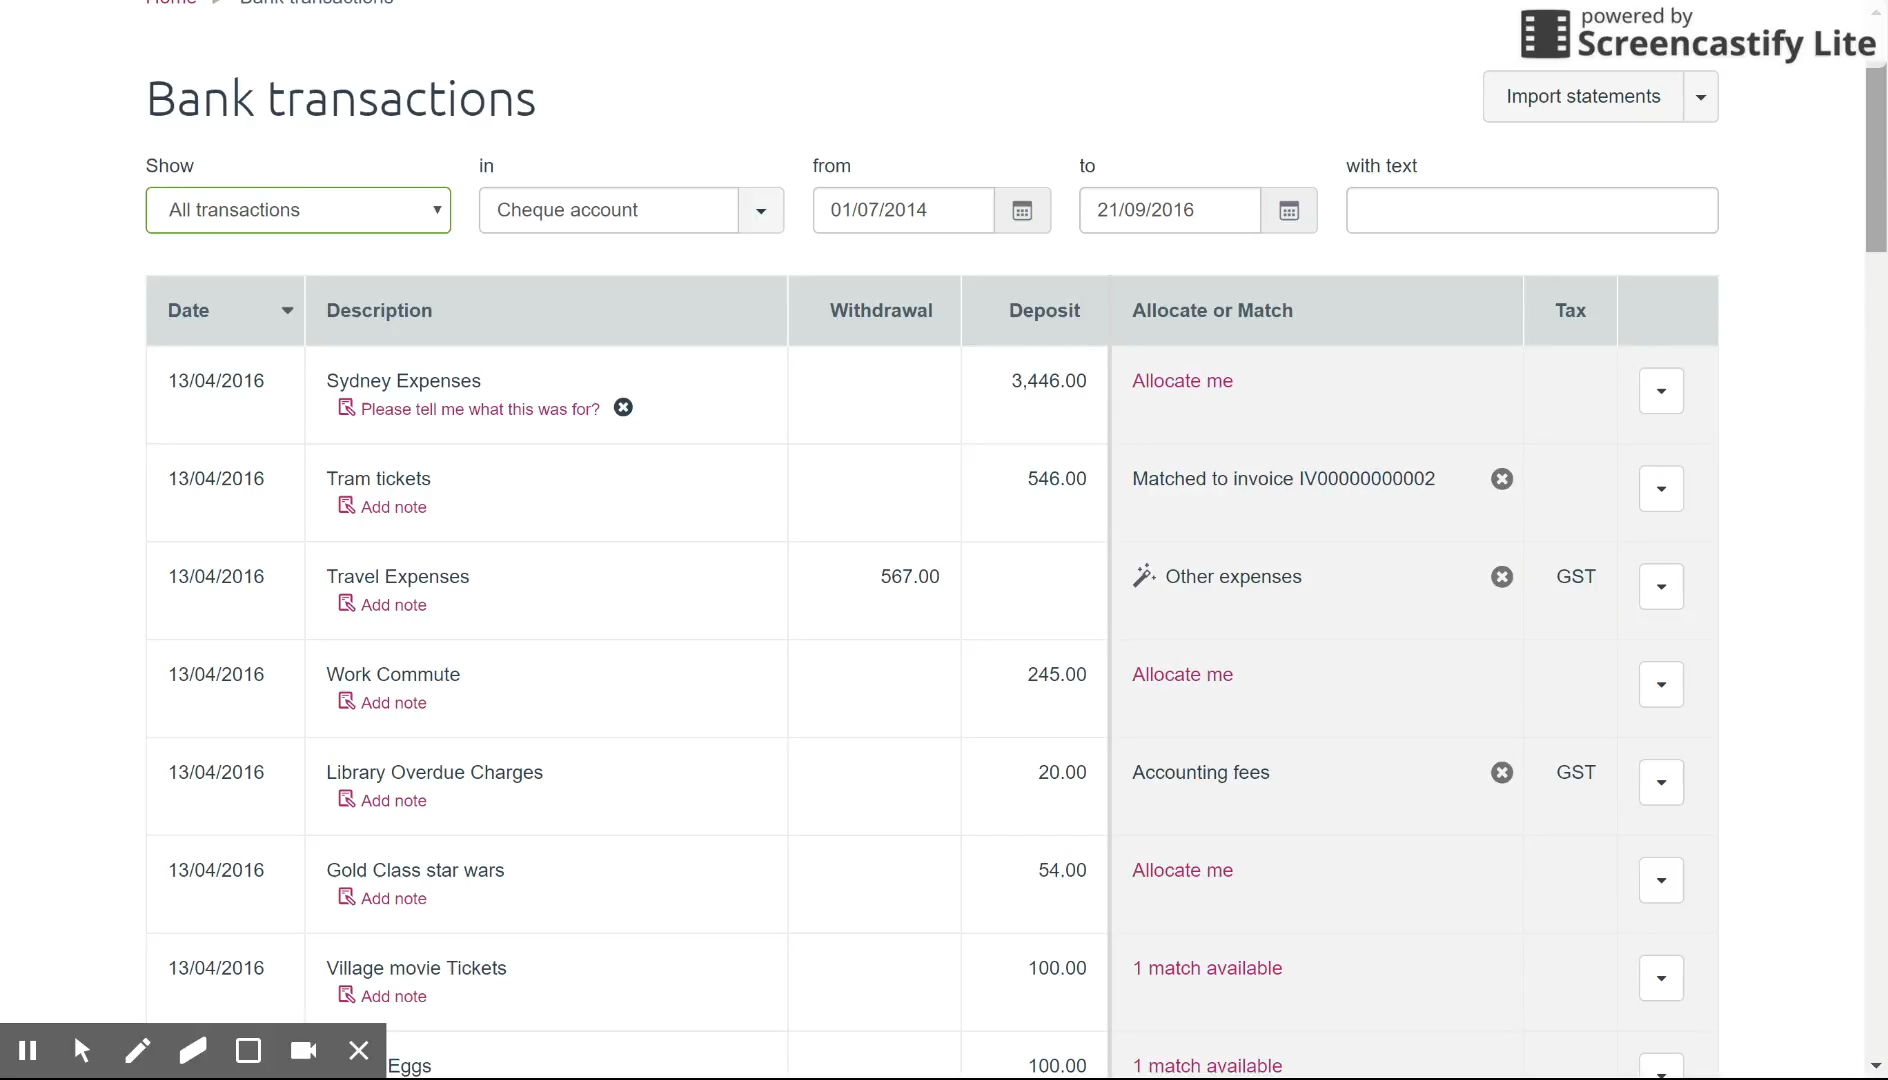 Home Bank transactions
powered by
Screencastify Lite
Bank transactions
Import statements
Show in from to with text
All transactions Cheque account 01/07/2014 21/09/2016
Date Description Withdrawal Deposit Allocate or Match Tax
13/04/2016 Sydney Expenses 3,446.00 Allocate me
Please tell me what this was for?
13/04/2016 Tram tickets 546.00 Matched to invoice IV00000000002
Add note
13/04/2016 Travel Expenses 567.00 Other expenses GST
Add note
13/04/2016 Work Commute 245.00 Allocate me
Add note
13/04/2016 Library Overdue Charges 20.00 Accounting fees GST
Add note
13/04/2016 Gold Class star wars 54.00 Allocate me
Add note
13/04/2016 Village movie Tickets 100.00 1 match available
Add note
Eggs 100.00 1 match available